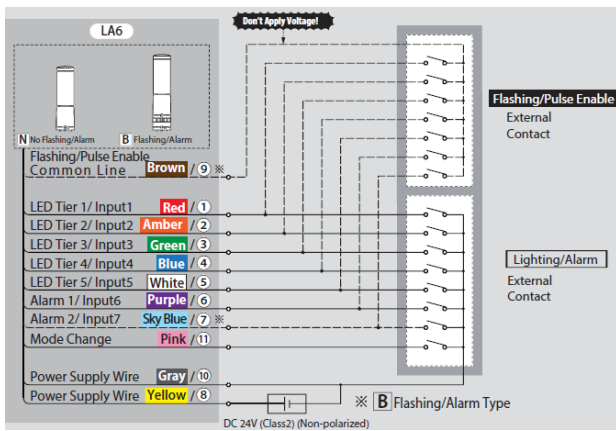 Don't Apply Voltage!
LA6
N No Flashing/Alarm B Flashing/Alarm
Flashing/Pulse Enable
Common Line Brown / ⑨ ※
LED Tier 1/ Input1 Red / ①
LED Tier 2/ Input2 Amber / ②
LED Tier 3/ Input3 Green / ③
LED Tier 4/ Input4 Blue / ④
LED Tier 5/ Input5 White / ⑤
Alarm 1/ Input6 Purple / ⑥
Alarm 2/ Input7 Sky Blue / ⑦ ※
Mode Change Pink / ⑪
Power Supply Wire Gray / ⑩
Power Supply Wire Yellow / ⑧
DC 24V (Class2) (Non-polarized)
Flashing/Pulse Enable
External
Contact
Lighting/Alarm
External
Contact
※ B Flashing/Alarm Type